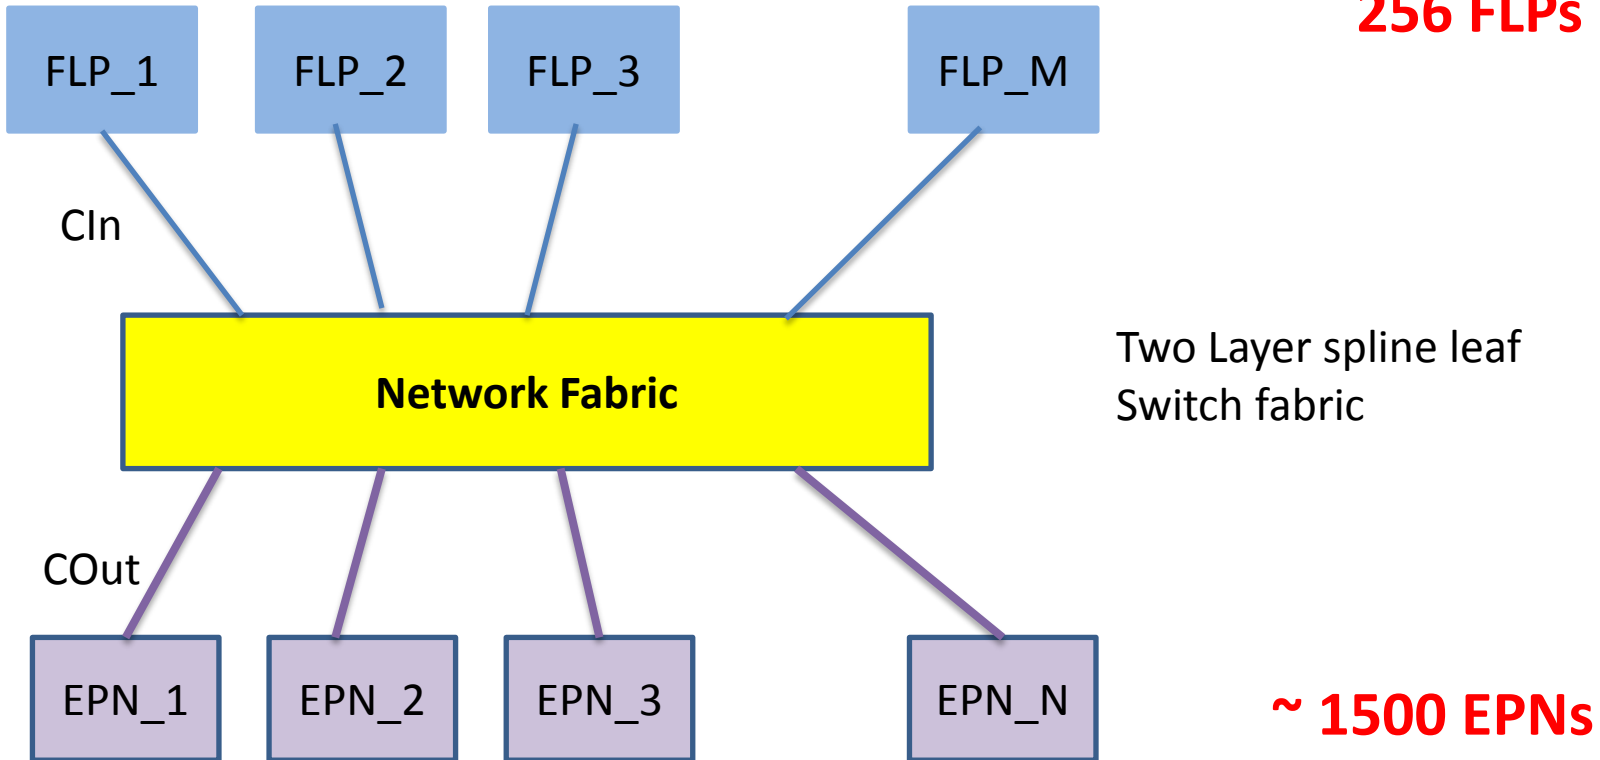 256 FLPs
FLP_1
FLP_2
FLP_3
FLP_M
CIn
Network Fabric
Two Layer spline leaf
Switch fabric
COut
EPN_1
EPN_2
EPN_3
EPN_N
~ 1500 EPNs